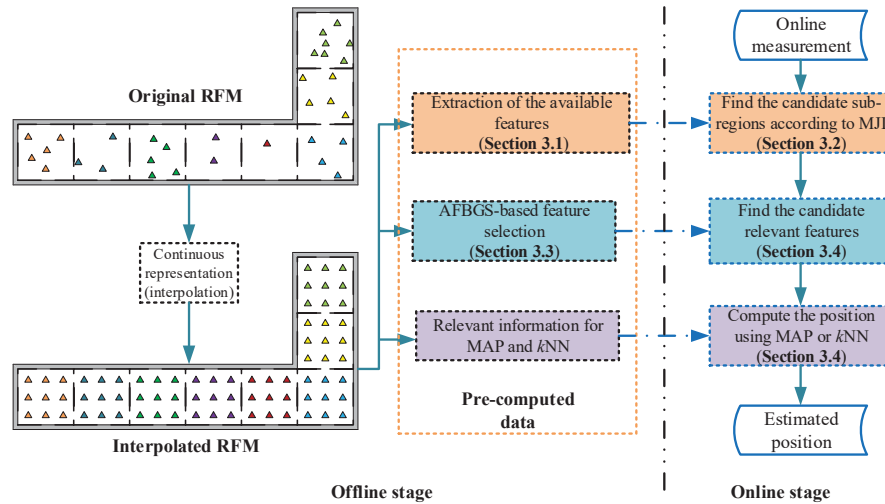 Original RFM
Continuous
representation
(interpolation)
Interpolated RFM
Extraction of the available
features
(Section 3.1)
AFBGS-based feature
selection
(Section 3.3)
Relevant information for
MAP and kNN
Pre-computed
data
Offline stage
Online
measurement
Find the candidate sub-
regions according to MJI
(Section 3.2)
Find the candidate
relevant features
(Section 3.4)
Compute the position
using MAP or kNN
(Section 3.4)
Estimated
position
Online stage